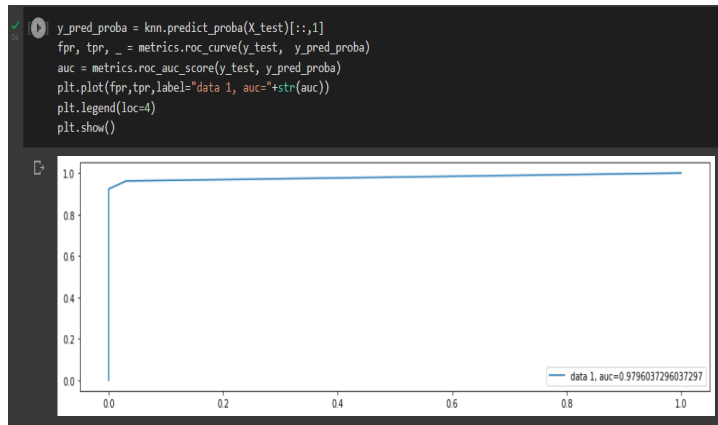 y_pred_proba = knn.predict_proba(X_test)[::,1]
fpr, tpr, _ = metrics.roc_curve(y_test,  y_pred_proba)
auc = metrics.roc_auc_score(y_test, y_pred_proba)
plt.plot(fpr,tpr,label="data 1, auc="+str(auc))
plt.legend(loc=4)
plt.show()
1.0
0.8
0.6
0.4
0.2
0.0
data 1, auc=0.9796037296037297
0.0 0.2 0.4 0.6 0.8 1.0